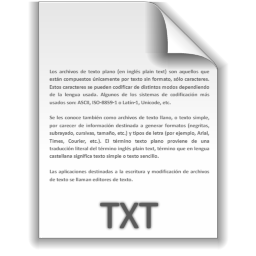 Los archivos de texto plano (en inglés plain text) son aquellos que
están compuestos únicamente por texto sin formato, sólo caracteres.
Estos caracteres se pueden codificar de distintos modos dependiendo
de la lengua usada. Algunos de los sistemas de codificación más
usados son: ASCII, ISO-8859-1 o Latín-1, Unicode, etc.
Se les conoce también como archivos de texto llano, o texto simple,
por carecer de información destinada a generar formatos (negritas,
subrayado, cursivas, tamaño, etc.) y tipos de letra (por ejemplo, Arial,
Times, Courier, etc.). El término texto plano proviene de una
traducción literal del término inglés plain text, término que en lengua
castellana significa texto simple o texto sencillo.
Las aplicaciones destinadas a la escritura y modificación de archivos
de texto se llaman editores de texto.
TXT